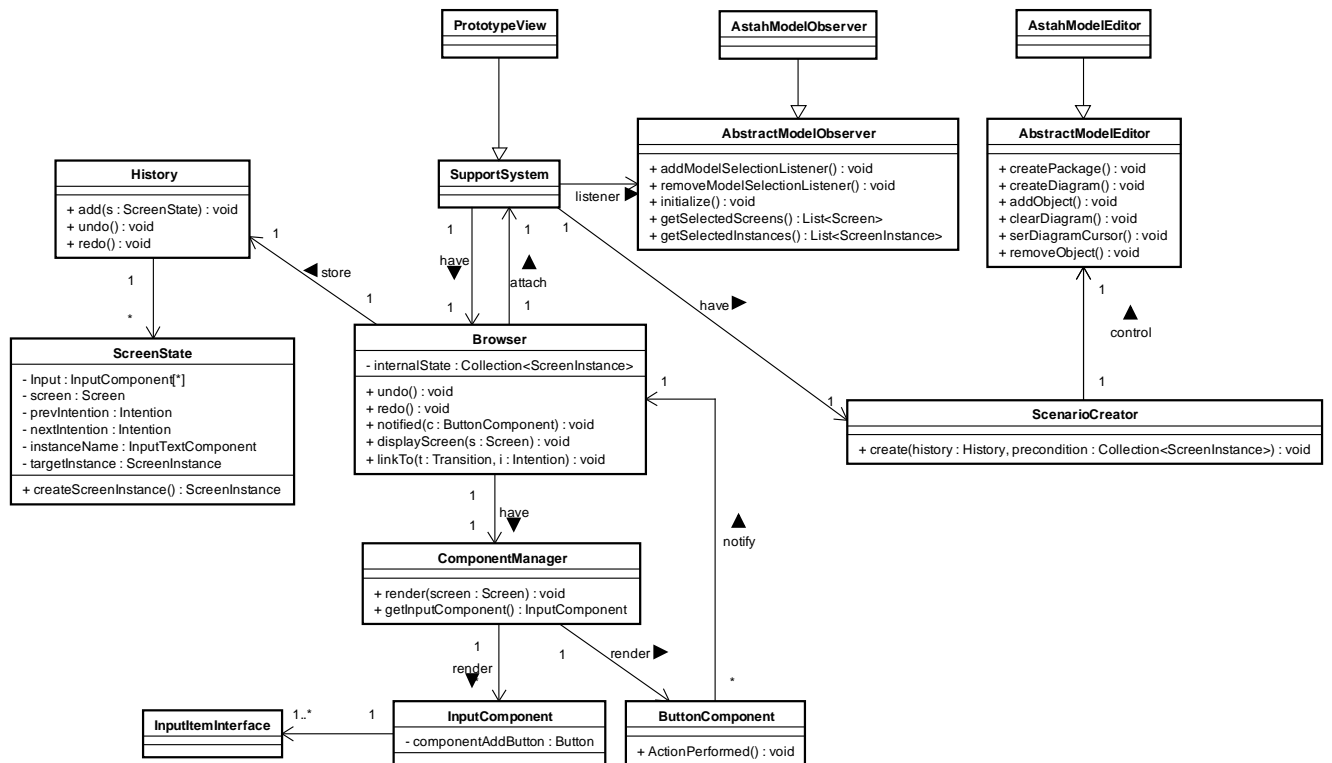 PrototypeView
AstahModelObserver
AstahModelEditor
AbstractModelObserver
+ addModelSelectionListener() : void
+ removeModelSelectionListener() : void
+ initialize() : void
+ getSelectedScreens() : List<Screen>
+ getSelectedInstances() : List<ScreenInstance>
AbstractModelEditor
+ createPackage() : void
+ createDiagram() : void
+ addObject() : void
+ clearDiagram() : void
+ serDiagramCursor() : void
+ removeObject() : void
History
+ add(s : ScreenState) : void
+ undo() : void
+ redo() : void
SupportSystem
listener
1
1
1
1
have
attach
1
1
1
store
1
1
*
have
1
1
control
1
ScreenState
- Input : InputComponent[*]
- screen : Screen
- prevIntention : Intention
- nextIntention : Intention
- instanceName : InputTextComponent
- targetInstance : ScreenInstance
+ createScreenInstance() : ScreenInstance
Browser
- internalState : Collection<ScreenInstance>
+ undo() : void
+ redo() : void
+ notified(c : ButtonComponent) : void
+ displayScreen(s : Screen) : void
+ linkTo(t : Transition, i : Intention) : void
1
ScenarioCreator
+ create(history : History, precondition : Collection<ScreenInstance>) : void
1
have
1
notify
ComponentManager
+ render(screen : Screen) : void
+ getInputComponent() : InputComponent
1
render
1
render
*
InputItemInterface
1..*
1
InputComponent
- componentAddButton : Button
ButtonComponent
+ ActionPerformed() : void